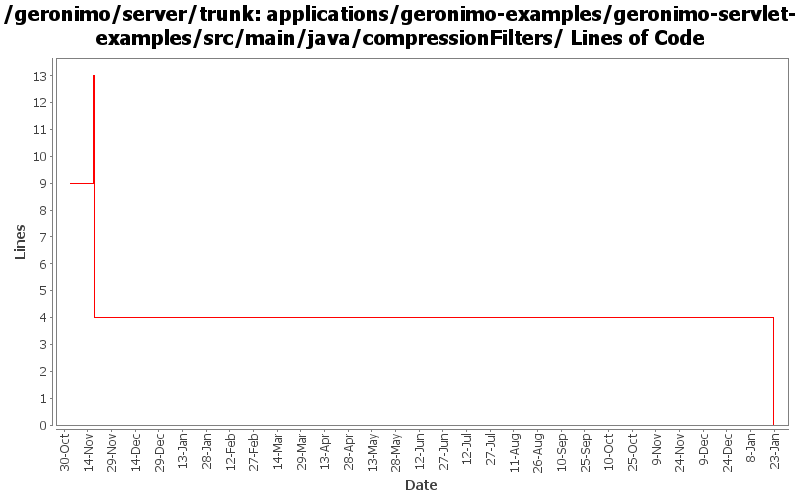 /geronimo/server/trunk: applications/geronimo-examples/geronimo-servlet-
examples/src/main/java/compressionFilters/ Lines of Code
13
12
11
10
9
8
7
6
5
4
3
2
1
0
Lines
30-Oct
14-Nov
29-Nov
14-Dec
29-Dec
13-Jan
28-Jan
12-Feb
27-Feb
14-Mar
29-Mar
13-Apr
28-Apr
13-May
28-May
12-Jun
27-Jun
12-Jul
27-Jul
11-Aug
26-Aug
10-Sep
25-Sep
10-Oct
25-Oct
9-Nov
24-Nov
9-Dec
24-Dec
8-Jan
23-Jan
Date